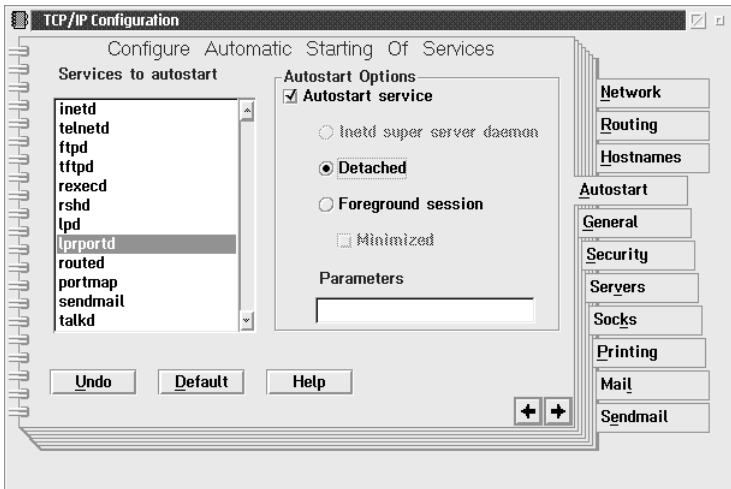 TCP/IP Configuration
Configure Automatic Starting Of Services
Services to autostart
inetd
telnetd
ftpd
tftpd
rexecd
rshd
lpd
lprportd
routed
portmap
sendmail
talkd
Autostart Options
Autostart service
Inetd super server daemon
Detached
Foreground session
Minimized
Parameters
Undo
Default
Help
Network
Routing
Hostnames
Autostart
General
Security
Servers
Socks
Printing
Mail
Sendmail